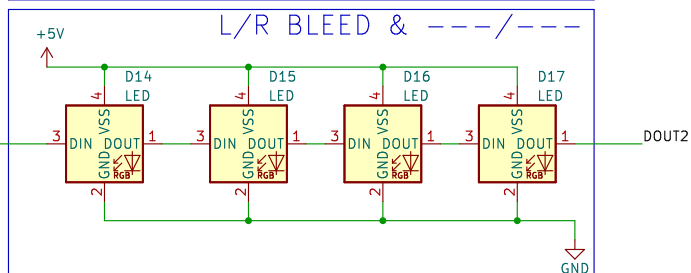 L/R BLEED & ---/---
+5V
D14 D15 D16 D17
LED LED LED LED
4 4 4 4
VSS VSS VSS VSS
3 DIN DOUT 1 3 DIN DOUT 1 3 DIN DOUT 1 3 DIN DOUT 1 DOUT2
GND GND GND GND
RGB RGB RGB RGB
2 2 2 2
GND